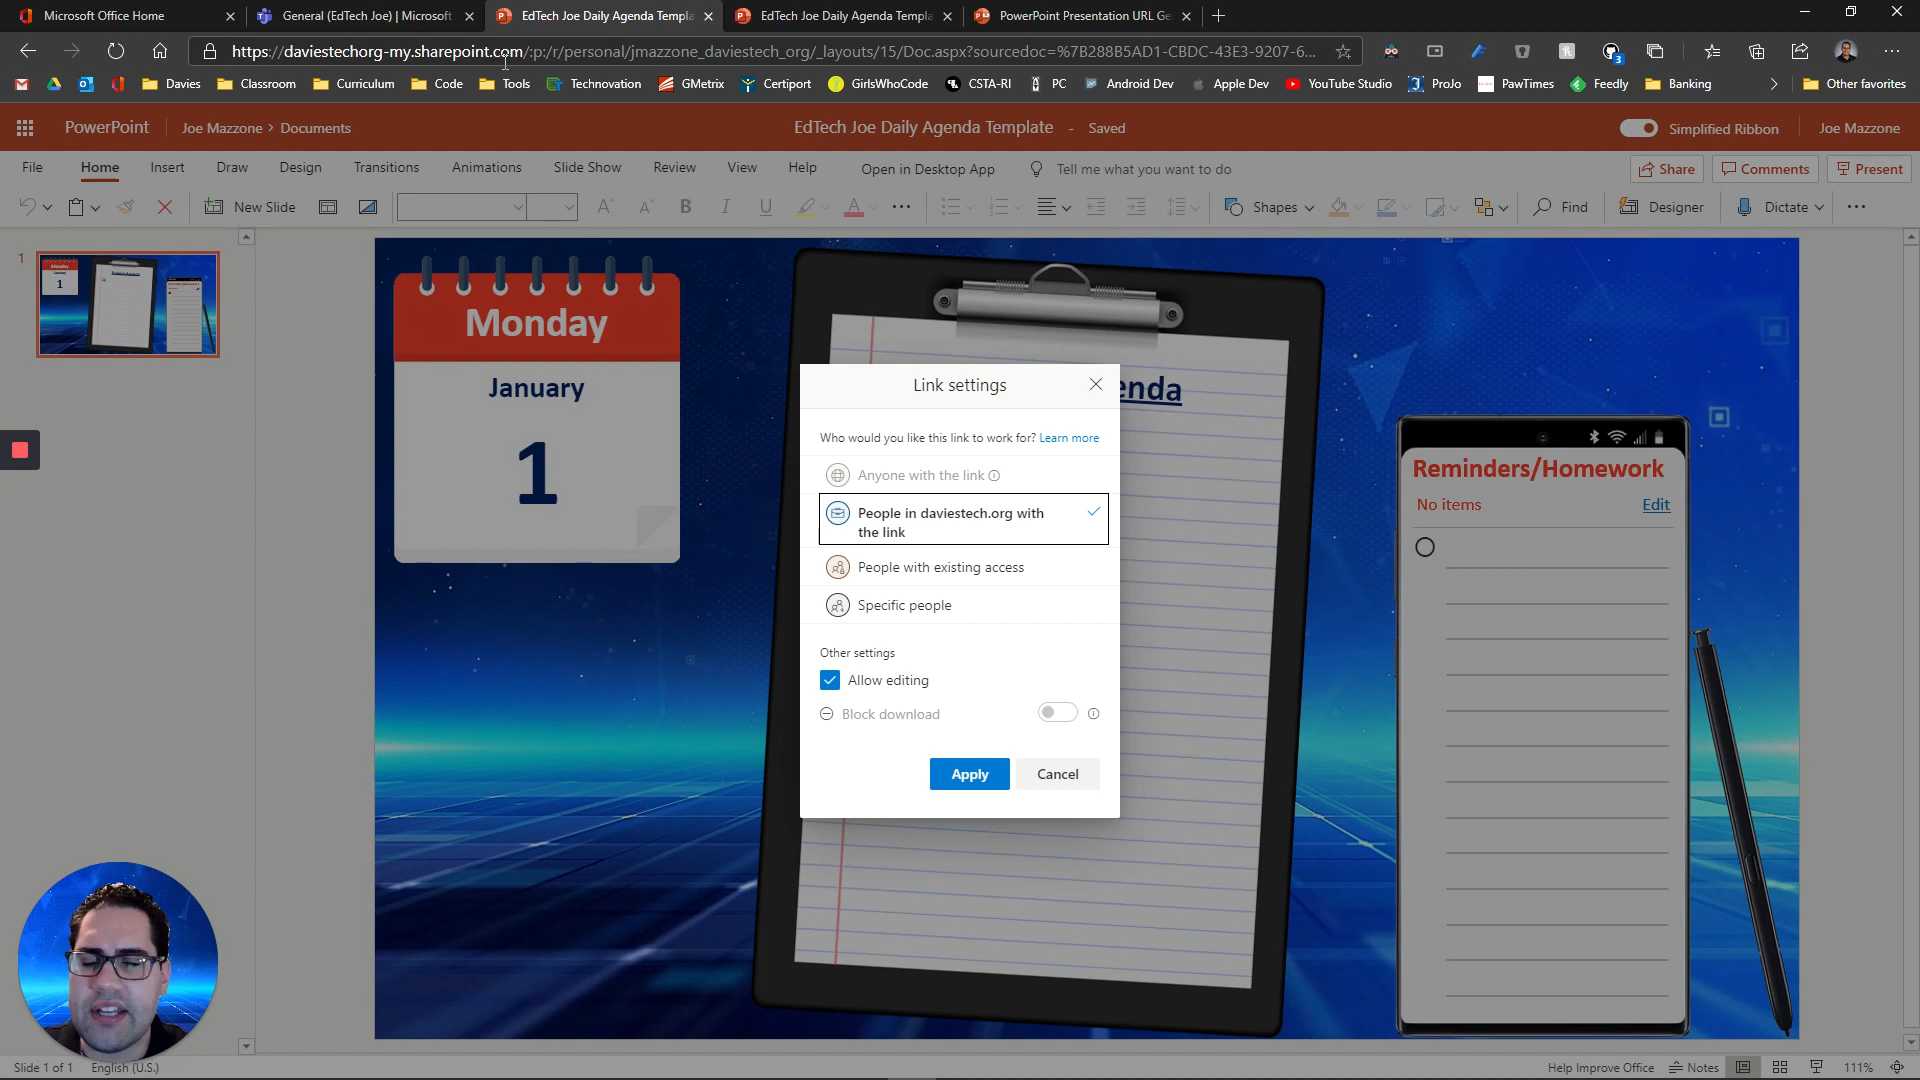 Microsoft Office Home
General (EdTech Joe) | Microsoft
EdTech Joe Daily Agenda Templa
EdTech Joe Daily Agenda Templa
PowerPoint Presentation URL Ge
https://daviestechorg-my.sharepoint.com/:p:/r/personal/jmazzone_daviestech_org/_layouts/15/Doc.aspx?sourcedoc=%7B288B5AD1-CBDC-43E3-9207-6...
3
Davies Classroom Curriculum Code Tools Technovation GMetrix Certiport GirlsWhoCode CSTA-RI PC Android Dev Apple Dev YouTube Studio ProJo PawTimes Feedly Banking Other favorites
PowerPoint Joe Mazzone > Documents EdTech Joe Daily Agenda Template - Saved Simplified Ribbon Joe Mazzone
File Home Insert Draw Design Transitions Animations Slide Show Review View Help Open in Desktop App Tell me what you want to do Share Comments Present
New Slide A A B I U A Shapes Find Designer Dictate
1
Monday
January
1
enda
Reminders/Homework
No items Edit
Link settings
Who would you like this link to work for? Learn more
Anyone with the link
People in daviestech.org with
the link
People with existing access
Specific people
Other settings
Allow editing
Block download
Apply Cancel
Slide 1 of 1 English (U.S.) Help Improve Office Notes 111%